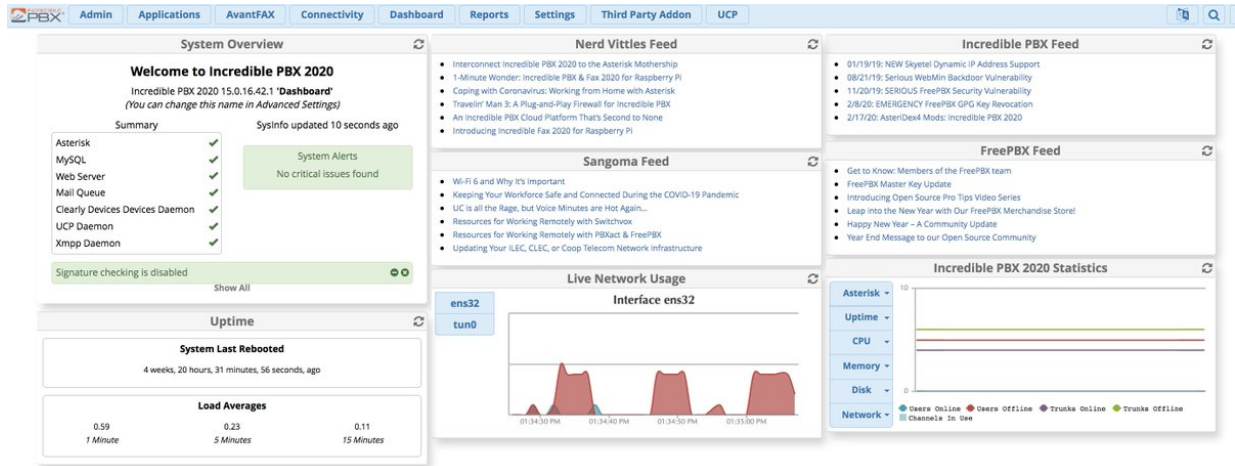 INCREDIBLE
PBX
Admin
Applications
AvantFAX
Connectivity
Dashboard
Reports
Settings
Third Party Addon
UCP
System Overview
Welcome to Incredible PBX 2020
Incredible PBX 2020 15.0.16.42.1 'Dashboard'
(You can change this name in Advanced Settings)
Summary
Asterisk
MySQL
Web Server
Mail Queue
Clearly Devices Devices Daemon
UCP Daemon
Xmpp Daemon
SysInfo updated 10 seconds ago
System Alerts
No critical issues found
Signature checking is disabled
Show All
Uptime
System Last Rebooted
4 weeks, 20 hours, 31 minutes, 56 seconds, ago
Load Averages
0.59 0.23 0.11
1 Minute 5 Minutes 15 Minutes
Nerd Vittles Feed
Interconnect Incredible PBX 2020 to the Asterisk Mothership
1-Minute Wonder: Incredible PBX & Fax 2020 for Raspberry Pi
Coping with Coronavirus: Working from Home with Asterisk
Travelin' Man 3: A Plug-and-Play Firewall for Incredible PBX
An Incredible PBX Cloud Platform That's Second to None
Introducing Incredible Fax 2020 for Raspberry Pi
Sangoma Feed
Wi-Fi 6 and Why It's Important
Keeping Your Workforce Safe and Connected During the COVID-19 Pandemic
UC is all the Rage, but Voice Minutes are Hot Again...
Resources for Working Remotely with Switchvox
Resources for Working Remotely with PBXact & FreePBX
Updating Your ILEC, CLEC, or Coop Telecom Network Infrastructure
Live Network Usage
ens32
tun0
Interface ens32
01:34:30 PM 01:34:40 PM 01:34:50 PM 01:35:00 PM
Incredible PBX Feed
01/19/19: NEW Skyetel Dynamic IP Address Support
08/21/19: Serious WebMin Backdoor Vulnerability
11/20/19: SERIOUS FreePBX Security Vulnerability
2/8/20: EMERGENCY FreePBX GPG Key Revocation
2/17/20: AsteriDex4 Mods: Incredible PBX 2020
FreePBX Feed
Get to Know: Members of the FreePBX team
FreePBX Master Key Update
Introducing Open Source Pro Tips Video Series
Leap into the New Year with Our FreePBX Merchandise Store!
Happy New Year – A Community Update
Year End Message to our Open Source Community
Incredible PBX 2020 Statistics
Asterisk
Uptime
CPU
Memory
Disk
Network
10
0
Users Online Users Offline Trunks Online Trunks Offline
Channels In Use